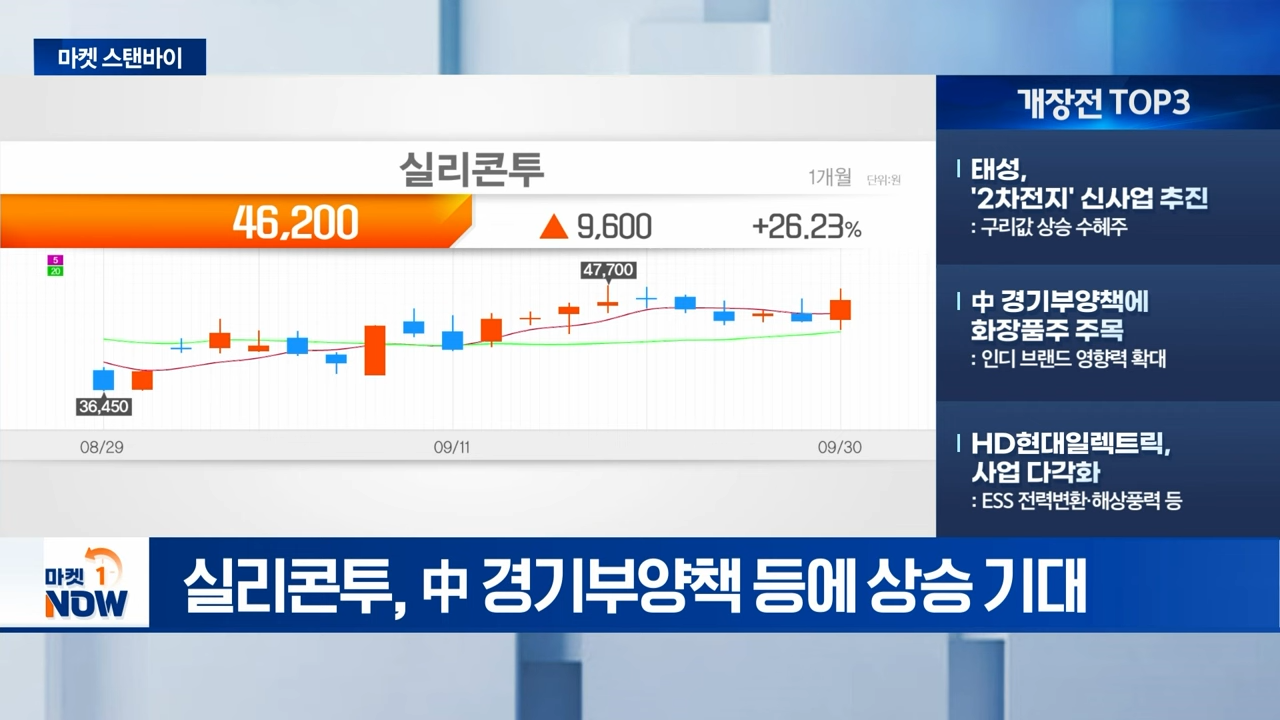 마켓 스탠바이
실리콘투
1개월 단위:원
46,200 ▲ 9,600 +26.23%
5
20
47,700
36,450
08/29 09/11 09/30
개장전 TOP3
태성,
'2차전지' 신사업 추진
: 구리값 상승 수혜주
中 경기부양책에
화장품주 주목
: 인디 브랜드 영향력 확대
HD현대일렉트릭,
사업 다각화
: ESS 전력변환·해상풍력 등
마켓 1
NOW
실리콘투, 中 경기부양책 등에 상승 기대